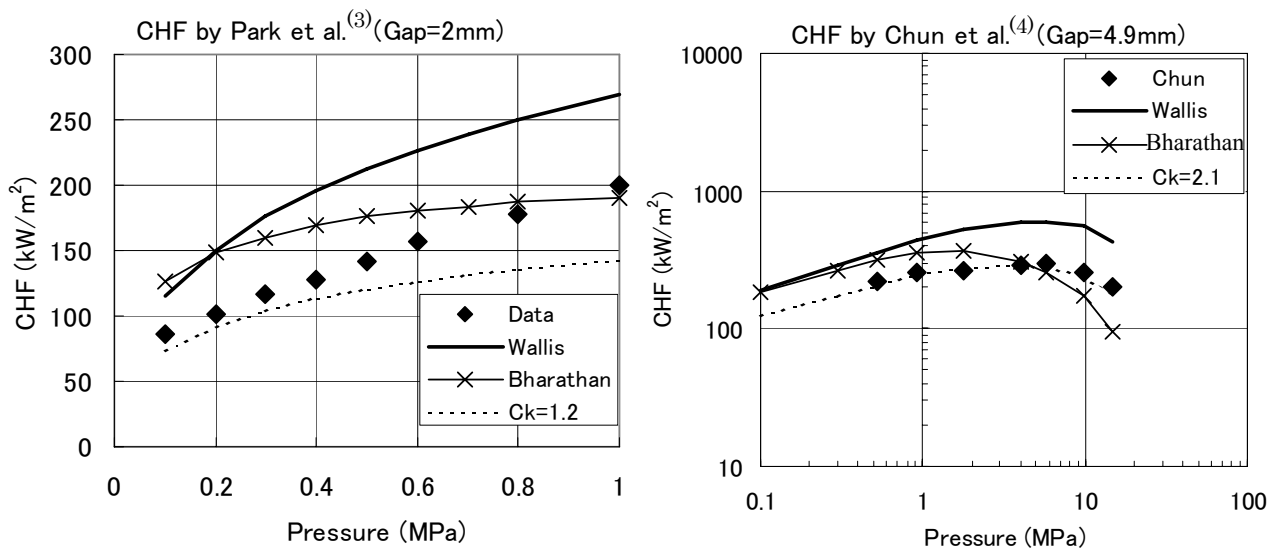 CHF by Park et al.(3)(Gap=2mm)
300
250
200
150
100
50
0
CHF (kW/m2)
0 0.2 0.4 0.6 0.8 1
Pressure (MPa)
Data
Wallis
Bharathan
Ck=1.2
CHF by Chun et al.(4)(Gap=4.9mm)
10000
1000
100
10
CHF (kW/m2)
0.1 1 10 100
Pressure (MPa)
Chun
Wallis
Bharathan
Ck=2.1